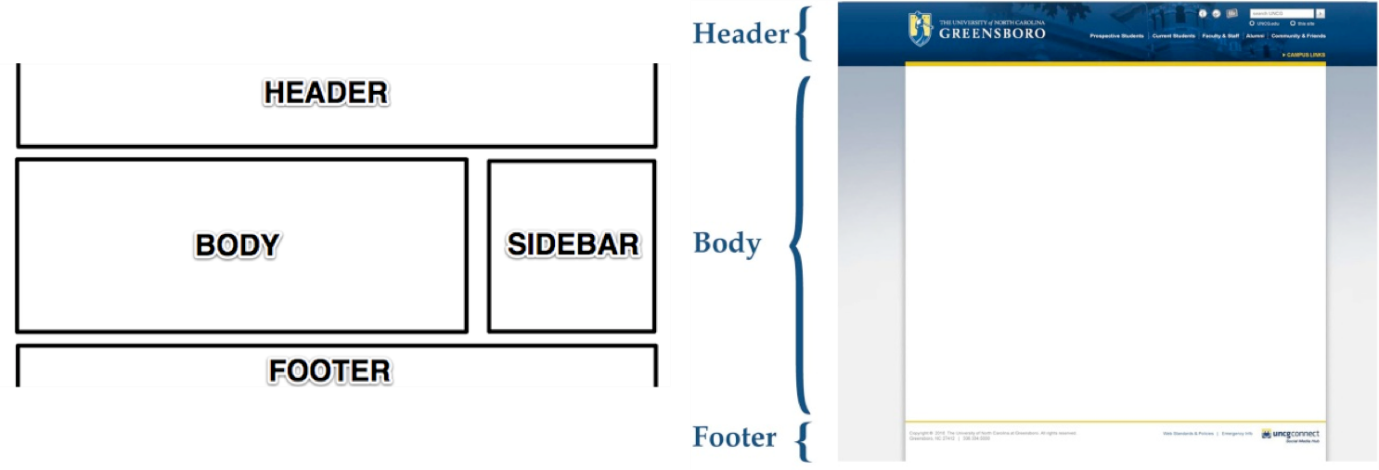 HEADER
BODY
SIDEBAR
FOOTER
Header
THE UNIVERSITY of NORTH CAROLINA
GREENSBORO
search UNCG
UNCG.edu this site
Prospective Students | Current Students | Faculty & Staff | Alumni | Community & Friends
» CAMPUS LINKS
Body
Footer
Copyright © 2010. The University of North Carolina at Greensboro. All rights reserved.
Greensboro, NC 27412 | 336.334.5000
Web Standards & Policies | Emergency Info
uncgconnect
Social Media Hub